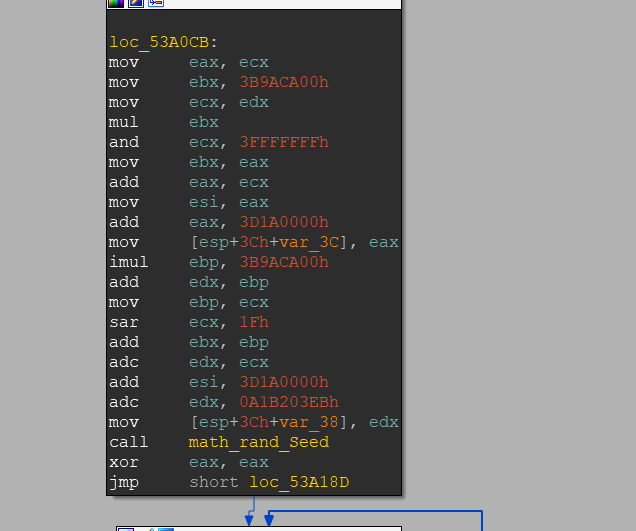 loc_53A0CB:
mov eax, ecx
mov ebx, 3B9ACA00h
mov ecx, edx
mul ebx
and ecx, 3FFFFFFFh
mov ebx, eax
add eax, ecx
mov esi, eax
add eax, 3D1A0000h
mov [esp+3Ch+var_3C], eax
imul ebp, 3B9ACA00h
add edx, ebp
mov ebp, ecx
sar ecx, 1Fh
add ebx, ebp
adc edx, ecx
add esi, 3D1A0000h
adc edx, 0A1B203EBh
mov [esp+3Ch+var_38], edx
call math_rand_Seed
xor eax, eax
jmp short loc_53A18D